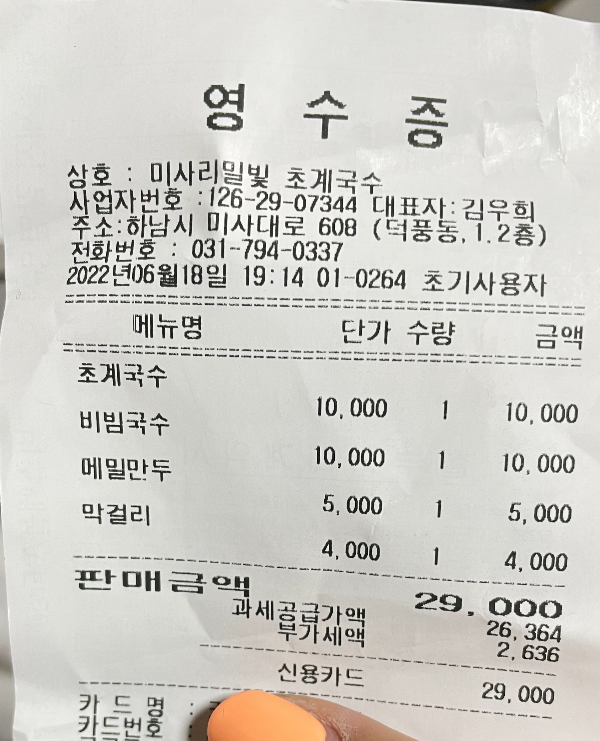 영 수 증
상호 : 미사리밀빛 초계국수
사업자번호 :126-29-07344 대표자:김우희
주소:하남시 미사대로 608 (덕풍동,1.2층)
전화번호 : 031-794-0337
2022년06월18일 19:14 01-0264 초기사용자
메뉴명 단가 수량 금액
초계국수
10,000 1 10,000
비빔국수
10,000 1 10,000
메밀만두
5,000 1 5,000
막걸리
4,000 1 4,000
판매금액 29,000
과세공급가액 26,364
부가세액 2,636
신용카드 29,000
카 드 명 :
카드번호 :